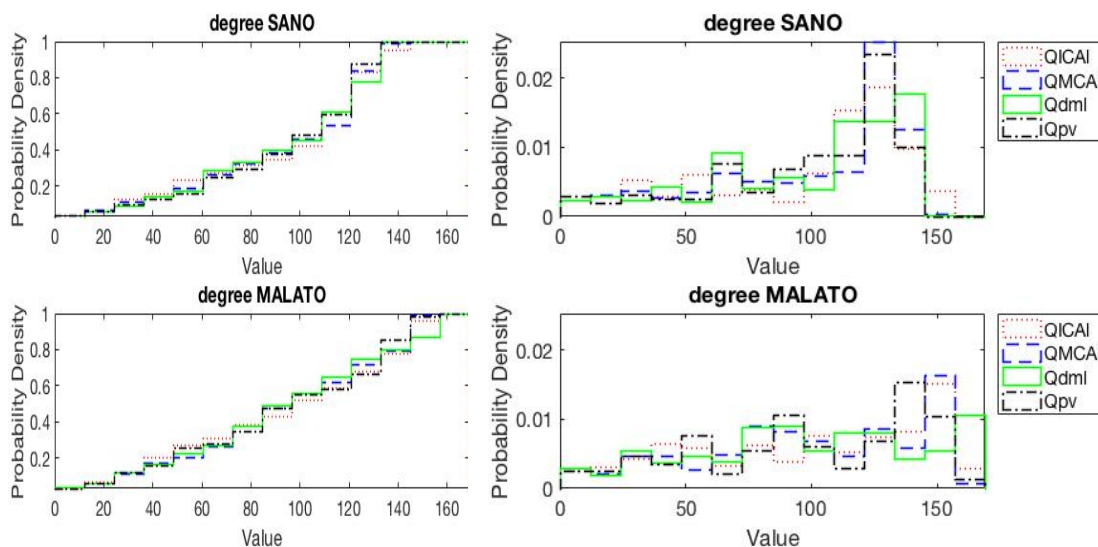 degree SANO
Probability Density
1
0.8
0.6
0.4
0.2
0 20 40 60 80 100 120 140 160
Value
degree SANO
Probability Density
0.02
0.01
0
0 50 100 150
Value
QICAI
QMCA
Qdml
Qpv
degree MALATO
Probability Density
1
0.8
0.6
0.4
0.2
0 20 40 60 80 100 120 140 160
Value
degree MALATO
Probability Density
0.02
0.01
0
0 50 100 150
Value
QICAI
QMCA
Qdml
Qpv